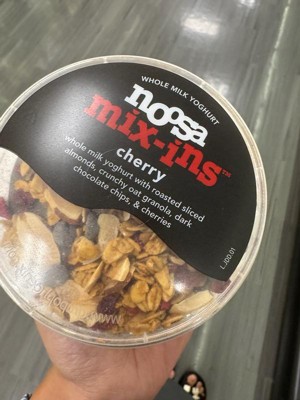 WHOLE MILK YOGHURT
noosa
mix-ins™
cherry
whole milk yoghurt with roasted sliced
almonds, crunchy oat granola, dark
chocolate chips, & cherries